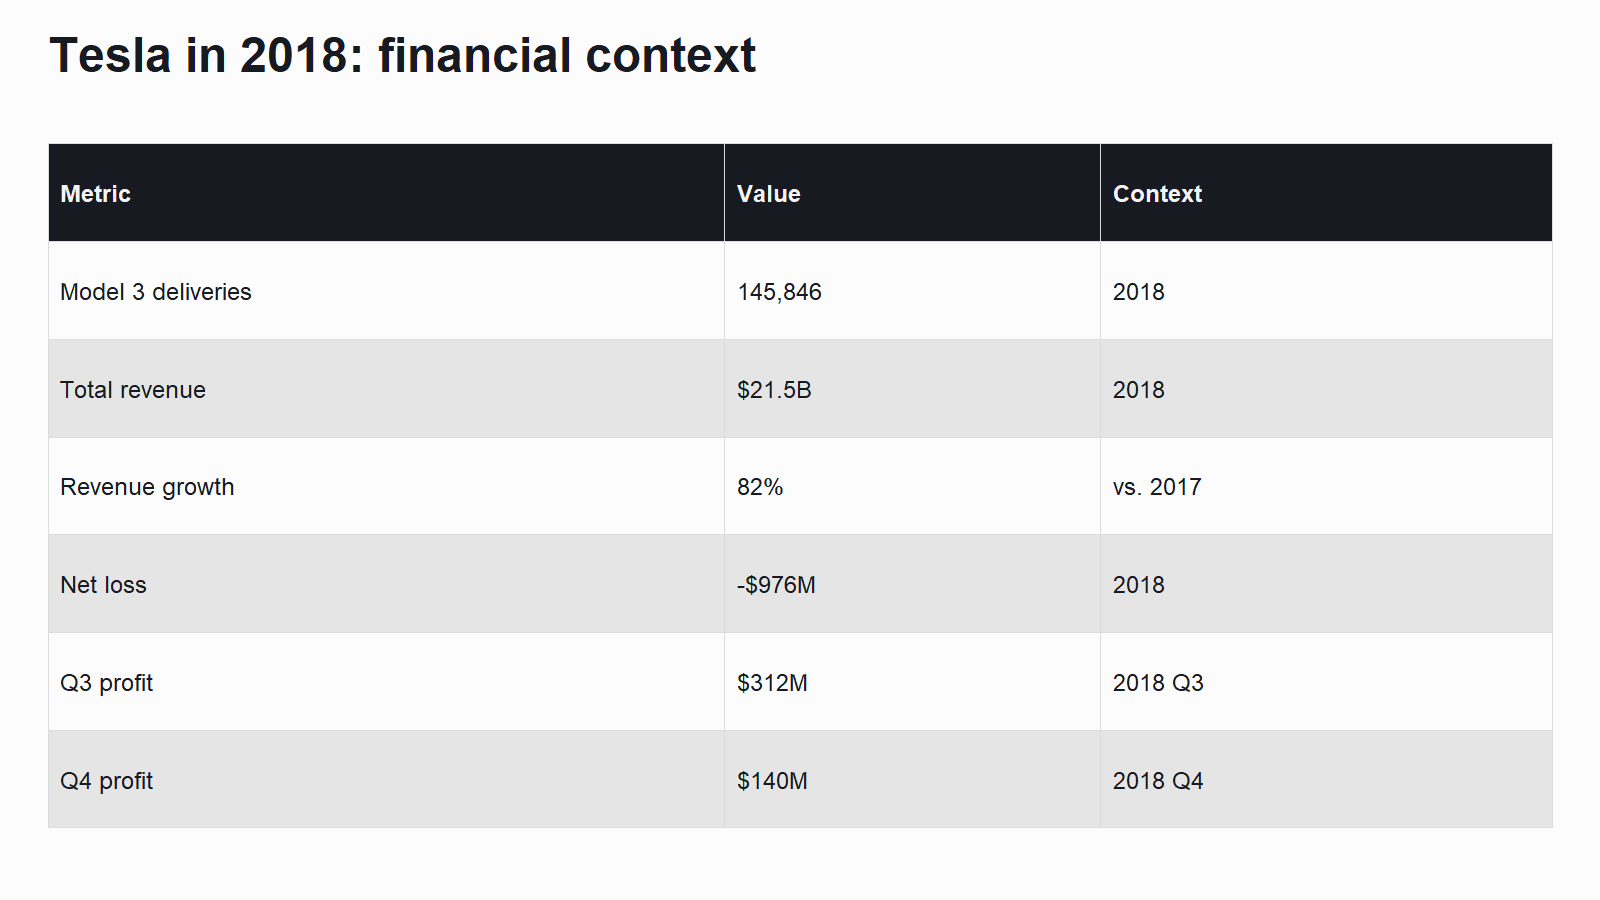 Tesla in 2018: financial context
Metric Value Context
Model 3 deliveries 145,846 2018
Total revenue $21.5B 2018
Revenue growth 82% vs. 2017
Net loss -$976M 2018
Q3 profit $312M 2018 Q3
Q4 profit $140M 2018 Q4